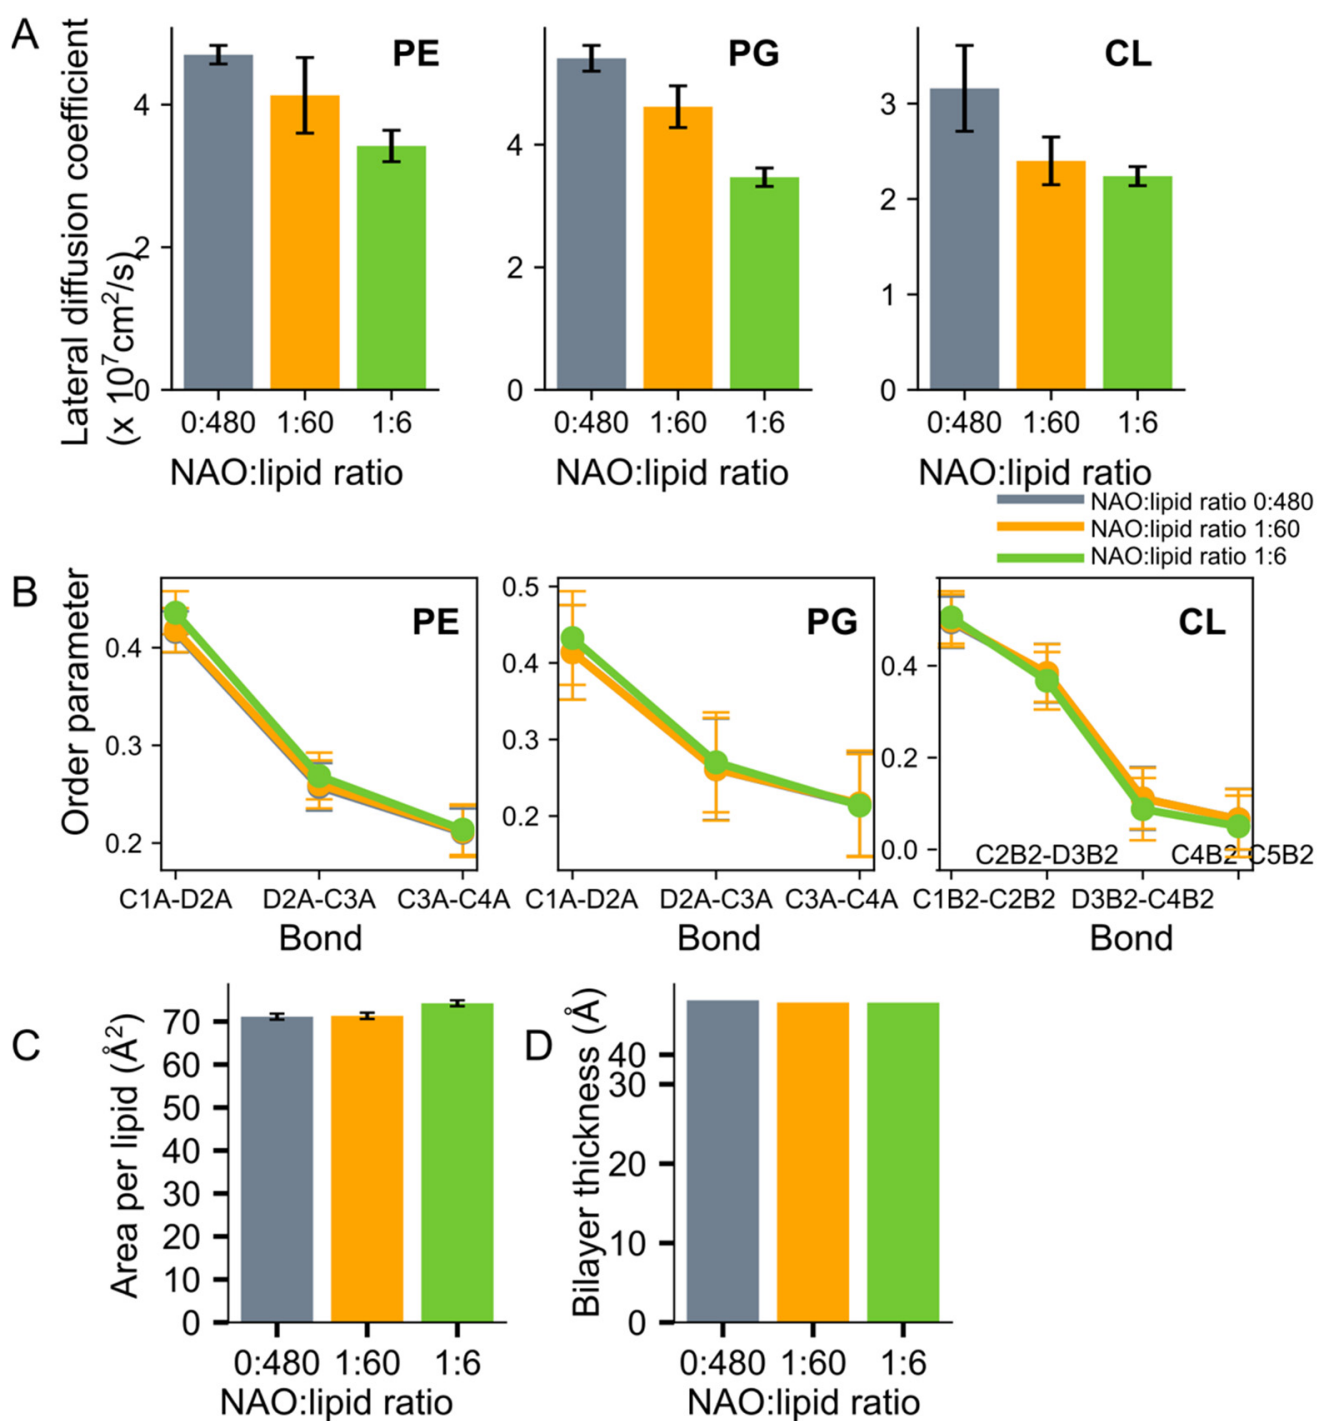 A
Lateral diffusion coefficient
(x 10⁷cm²/s)
PE
4
2
0
0:480 1:60 1:6
NAO:lipid ratio
PG
4
2
0
0:480 1:60 1:6
NAO:lipid ratio
CL
3
2
1
0
0:480 1:60 1:6
NAO:lipid ratio
NAO:lipid ratio 0:480
NAO:lipid ratio 1:60
NAO:lipid ratio 1:6
B
Order parameter
PE
0.4
0.3
0.2
C1A-D2A D2A-C3A C3A-C4A
Bond
PG
0.5
0.4
0.3
0.2
C1A-D2A D2A-C3A C3A-C4A
Bond
CL
0.4
0.2
0.0
C2B2-D3B2 C4B2-C5B2
C1B2-C2B2 D3B2-C4B2
Bond
C
Area per lipid (Å²)
70
60
50
40
30
20
10
0
0:480 1:60 1:6
NAO:lipid ratio
D
Bilayer thickness (Å)
40
30
20
10
0
0:480 1:60 1:6
NAO:lipid ratio